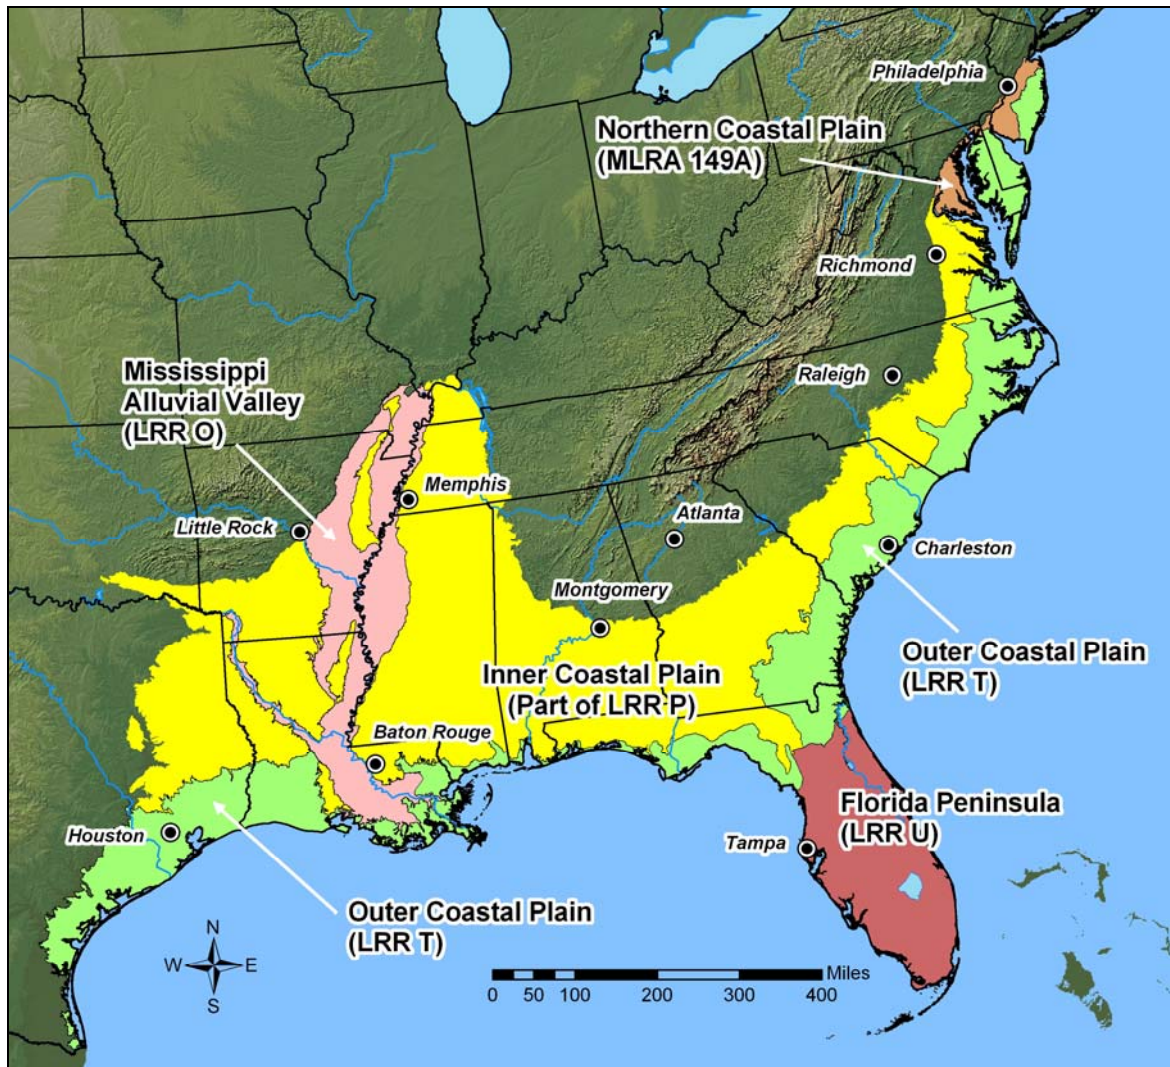 Philadelphia
Northern Coastal Plain
(MLRA 149A)
Richmond
Mississippi
Alluvial Valley
(LRR O)
Raleigh
Memphis
Little Rock
Atlanta
Charleston
Montgomery
Outer Coastal Plain
(LRR T)
Inner Coastal Plain
(Part of LRR P)
Baton Rouge
Florida Peninsula
(LRR U)
Houston
Tampa
Outer Coastal Plain
(LRR T)
N
W E
S
Miles
0 50 100 200 300 400